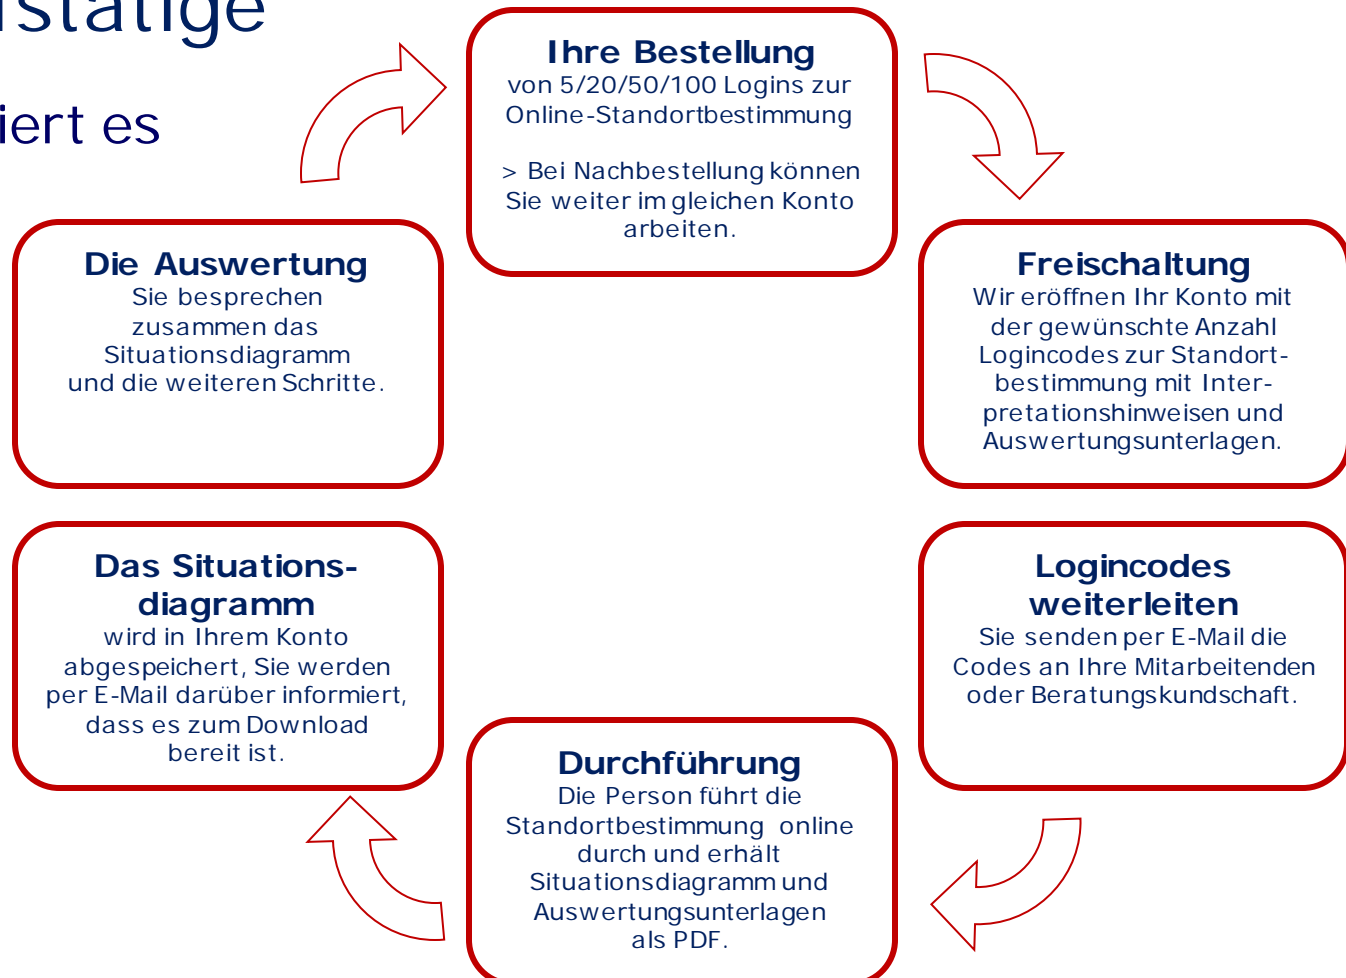 fstätige
iert es
Ihre Bestellung
von 5/20/50/100 Logins zur
Online-Standortbestimmung
> Bei Nachbestellung können
Sie weiter im gleichen Konto
arbeiten.
Freischaltung
Wir eröffnen Ihr Konto mit
der gewünschte Anzahl
Logincodes zur Standort-
bestimmung mit Inter-
pretationshinweisen und
Auswertungsunterlagen.
Logincodes
weiterleiten
Sie senden per E-Mail die
Codes an Ihre Mitarbeitenden
oder Beratungskundschaft.
Durchführung
Die Person führt die
Standortbestimmung online
durch und erhält
Situationsdiagramm und
Auswertungsunterlagen
als PDF.
Das Situations-
diagramm
wird in Ihrem Konto
abgespeichert, Sie werden
per E-Mail darüber informiert,
dass es zum Download
bereit ist.
Die Auswertung
Sie besprechen
zusammen das
Situationsdiagramm
und die weiteren Schritte.